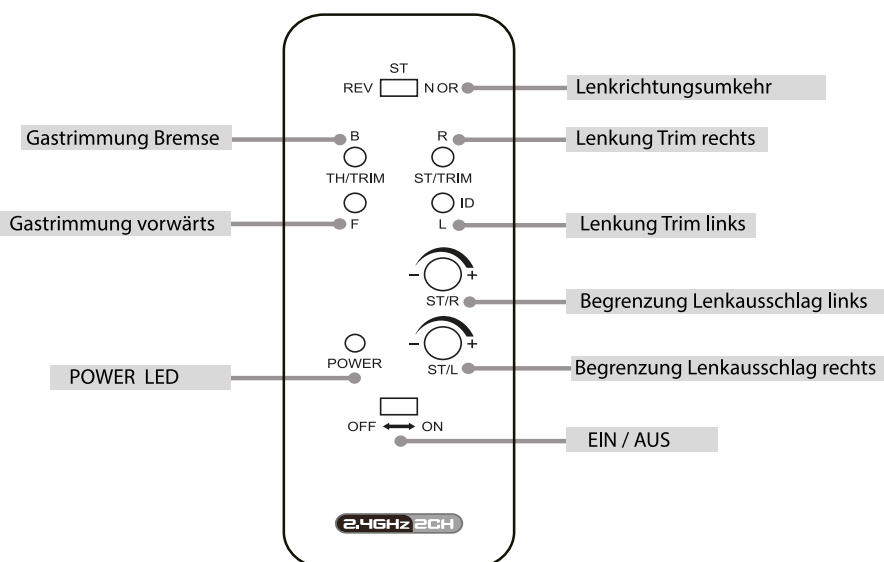 ST
REV NOR
Lenkrichtungsumkehr
Gastrimmung Bremse
B
R
Lenkung Trim rechts
TH/TRIM
ST/TRIM
ID
Gastrimmung vorwärts
F
L
Lenkung Trim links
− +
ST/R
Begrenzung Lenkausschlag links
− +
POWER
ST/L
POWER LED
Begrenzung Lenkausschlag rechts
OFF ON
EIN / AUS
2.4GHz 2CH